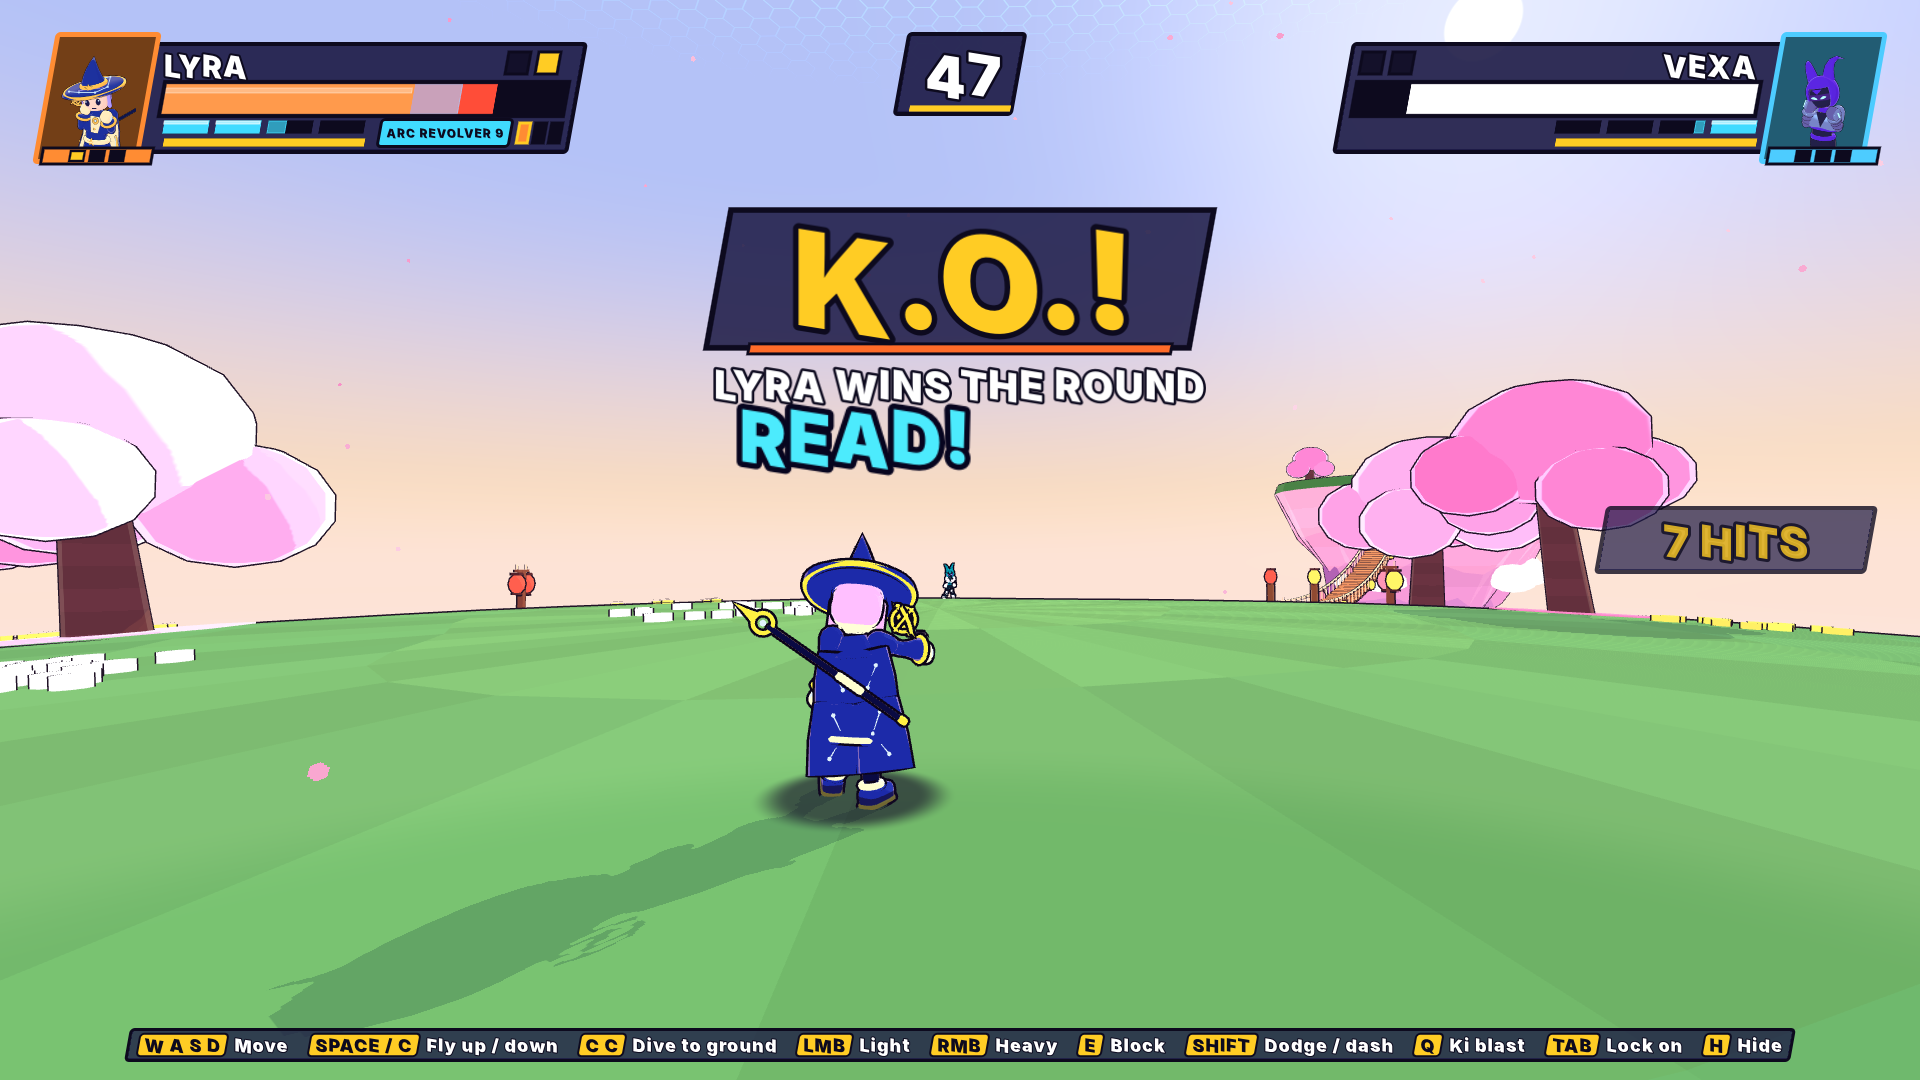 LYRA
ARC REVOLVER 9
47
VEXA
K.O.!
LYRA WINS THE ROUND
READ!
7 HITS
W A S D Move SPACE / C Fly up / down C C Dive to ground LMB Light RMB Heavy E Block SHIFT Dodge / dash Q Ki blast TAB Lock on H Hide